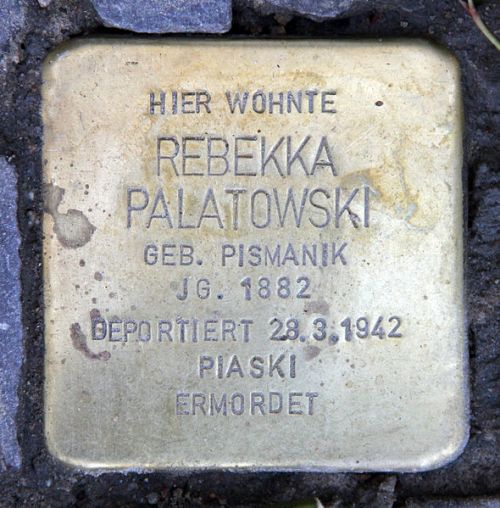 HIER WOHNTE
REBEKKA
PALATOWSKI
GEB. PISMANIK
JG. 1882
DEPORTIERT 28.3.1942
PIASKI
ERMORDET